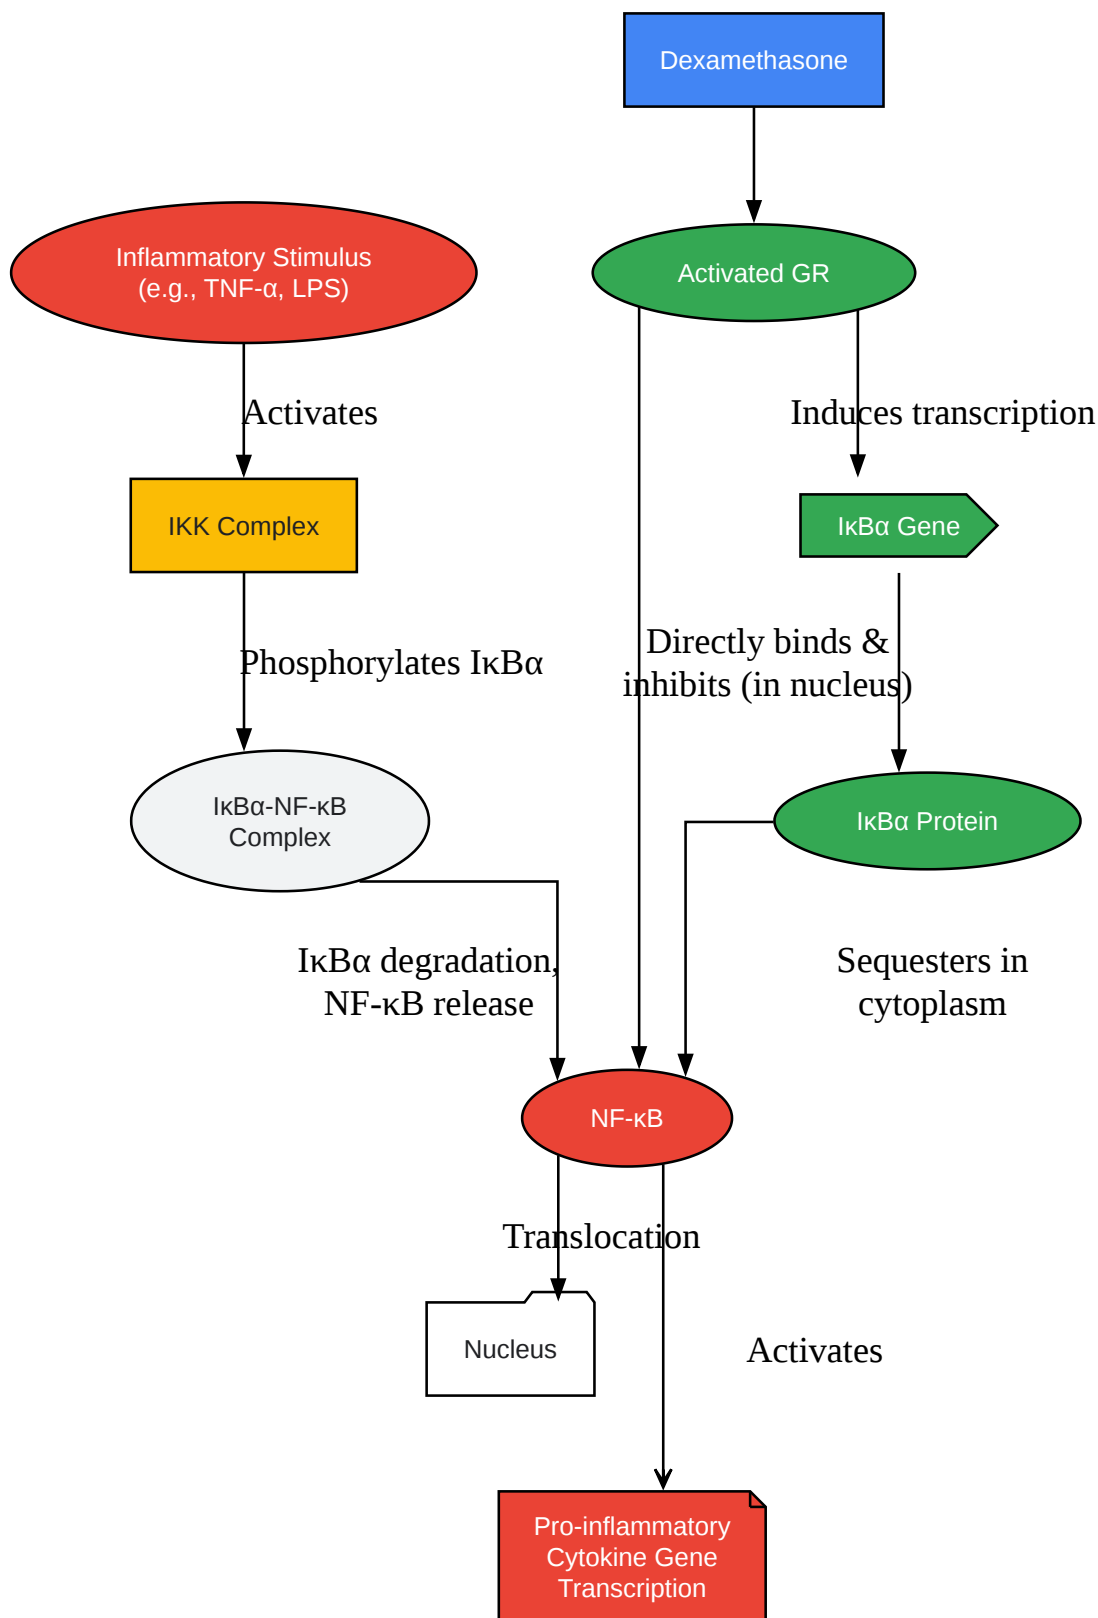 Dexamethasone
Inflammatory Stimulus
(e.g., TNF-α, LPS)
Activated GR
Activates
Induces transcription
IKK Complex
IκBα Gene
Phosphorylates IκBα
Directly binds &
inhibits (in nucleus)
IκBα-NF-κB
Complex
IκBα Protein
IκBα degradation,
NF-κB release
Sequesters in
cytoplasm
NF-κB
Translocation
Nucleus
Activates
Pro-inflammatory
Cytokine Gene
Transcription